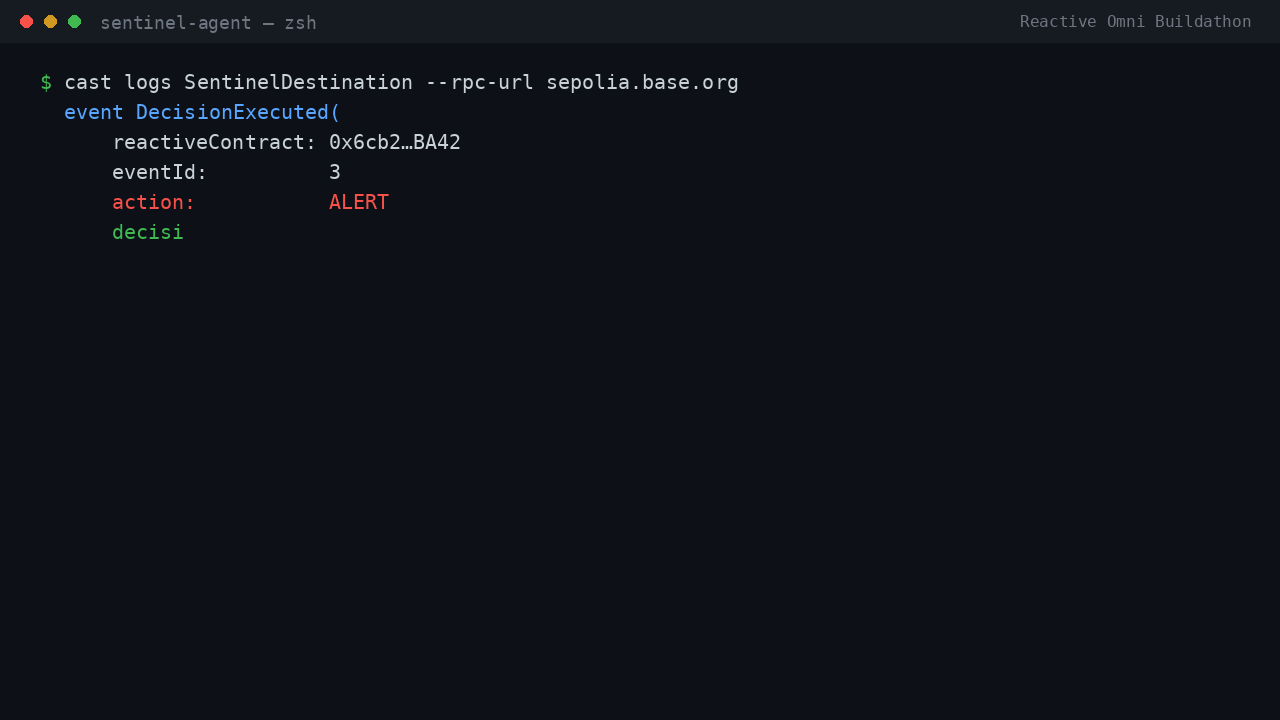 sentinel-agent — zsh
Reactive Omni Buildathon
$ cast logs SentinelDestination --rpc-url sepolia.base.org
event DecisionExecuted(
reactiveContract: 0x6cb2…BA42
eventId: 3
action: ALERT
decisi